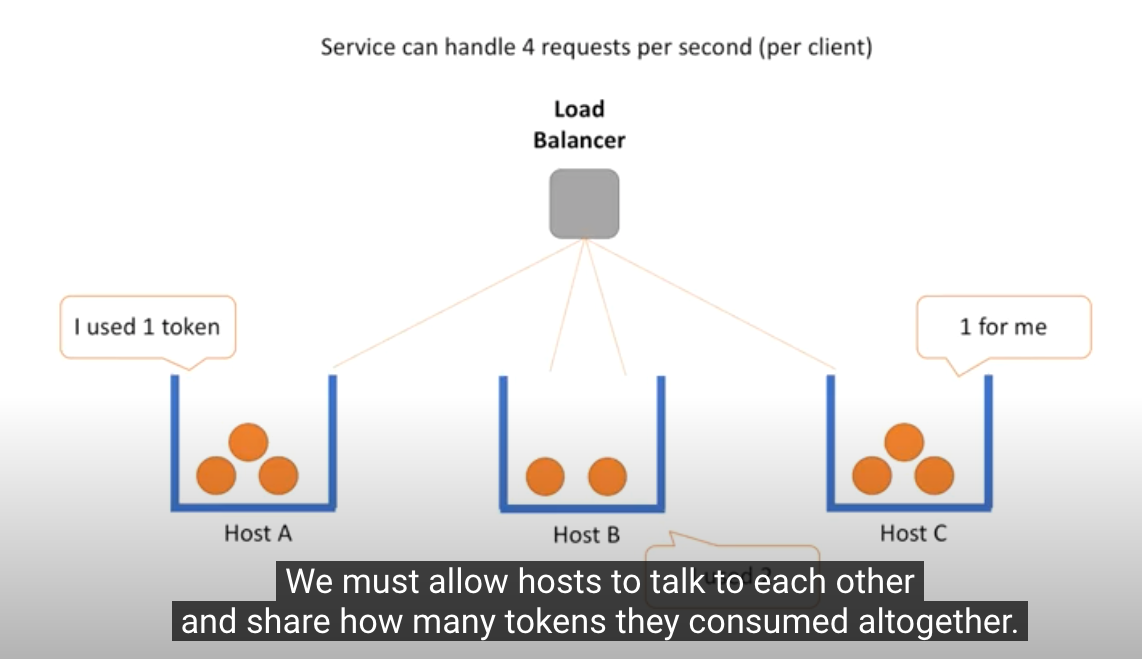 Service can handle 4 requests per second (per client)
Load
Balancer
I used 1 token
1 for me
Host A
Host B
Host C
We must allow hosts to talk to each other
and share how many tokens they consumed altogether.